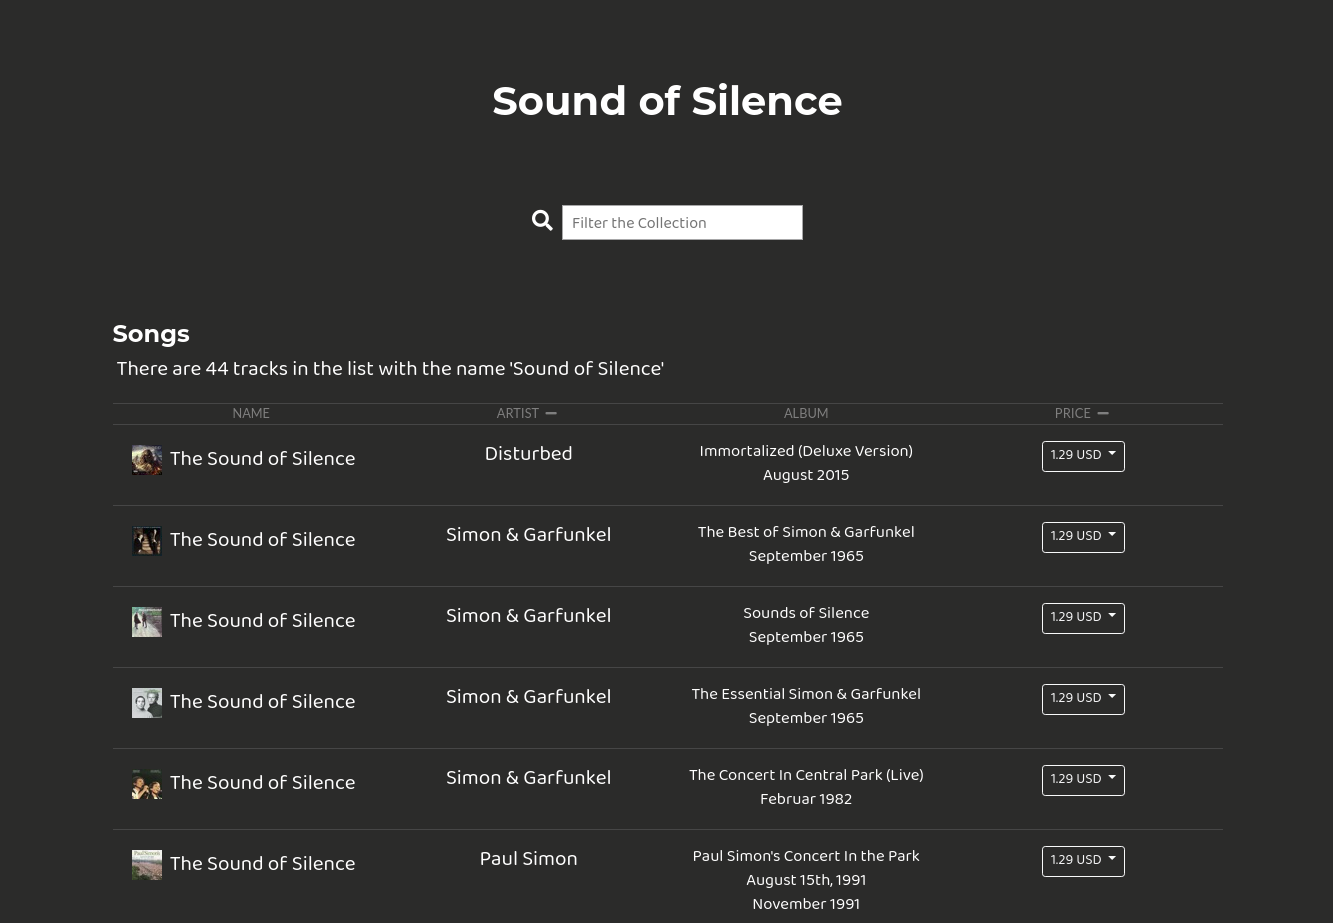 Sound of Silence
Filter the Collection
Songs
There are 44 tracks in the list with the name 'Sound of Silence'
NAME ARTIST ALBUM PRICE
The Sound of Silence Disturbed Immortalized (Deluxe Version) 1.29 USD
August 2015
The Sound of Silence Simon & Garfunkel The Best of Simon & Garfunkel 1.29 USD
September 1965
The Sound of Silence Simon & Garfunkel Sounds of Silence 1.29 USD
September 1965
The Sound of Silence Simon & Garfunkel The Essential Simon & Garfunkel 1.29 USD
September 1965
The Sound of Silence Simon & Garfunkel The Concert In Central Park (Live) 1.29 USD
Februar 1982
The Sound of Silence Paul Simon Paul Simon's Concert In the Park 1.29 USD
August 15th, 1991
November 1991